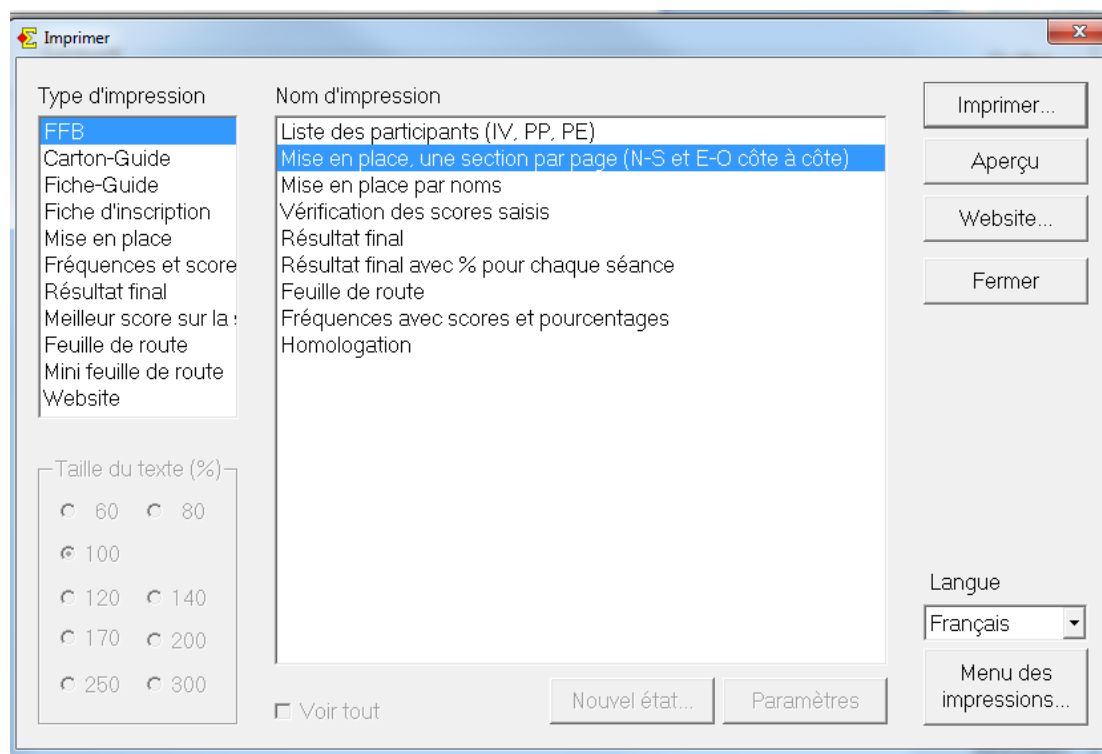 Imprimer
Type d'impression
FFB
Carton-Guide
Fiche-Guide
Fiche d'inscription
Mise en place
Fréquences et score
Résultat final
Meilleur score sur la
Feuille de route
Mini feuille de route
Website
Taille du texte (%)
60 80
100
120 140
170 200
250 300
Nom d'impression
Liste des participants (IV, PP, PE)
Mise en place, une section par page (N-S et E-O côte à côte)
Mise en place par noms
Vérification des scores saisis
Résultat final
Résultat final avec % pour chaque séance
Feuille de route
Fréquences avec scores et pourcentages
Homologation
Voir tout
Nouvel état...
Paramètres
Imprimer...
Aperçu
Website...
Fermer
Langue
Français
Menu des
impressions...